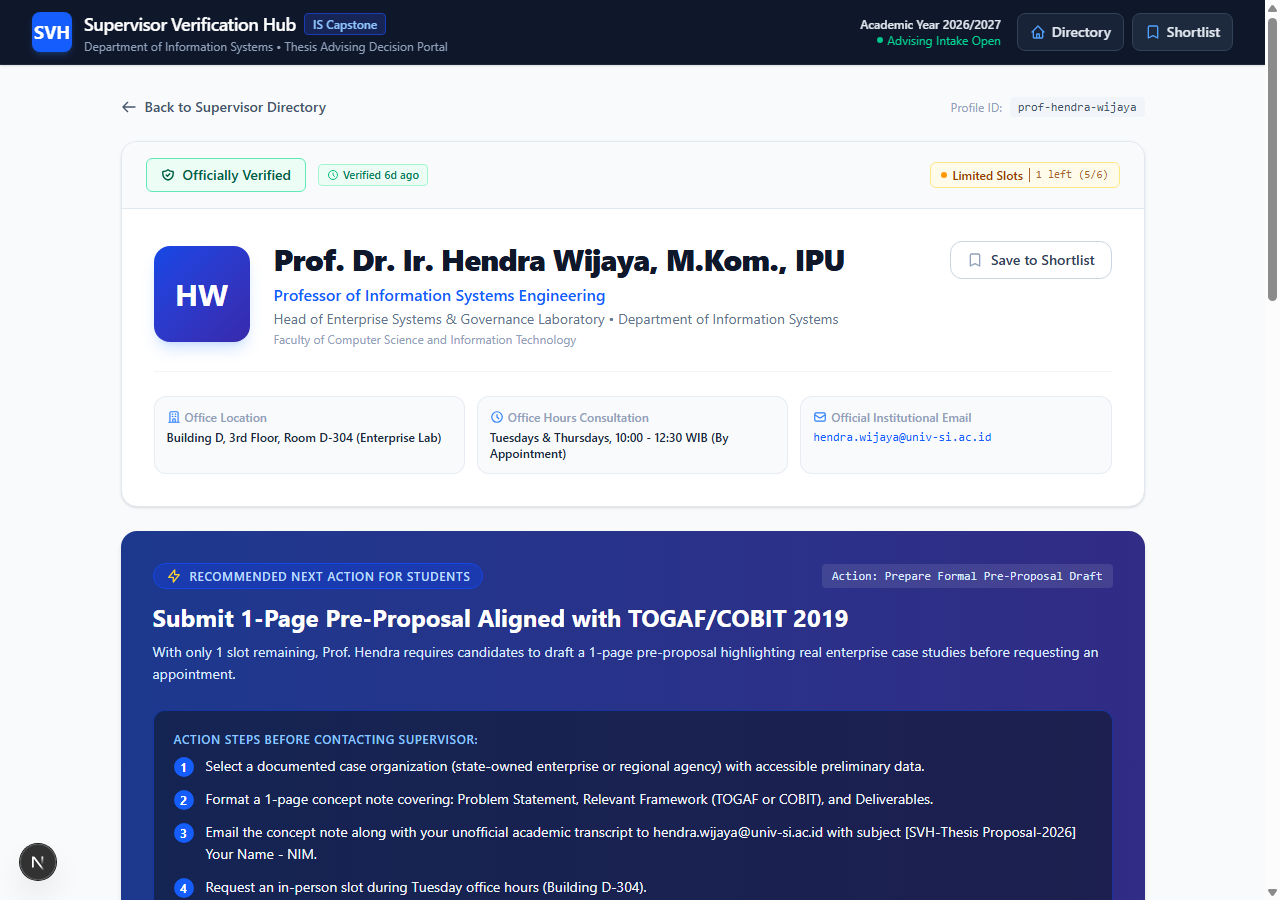 SVH
Supervisor Verification Hub
IS Capstone
Department of Information Systems • Thesis Advising Decision Portal
Academic Year 2026/2027
Advising Intake Open
Directory
Shortlist
Back to Supervisor Directory
Profile ID: prof-hendra-wijaya
Officially Verified
Verified 6d ago
Limited Slots | 1 left (5/6)
HW
Prof. Dr. Ir. Hendra Wijaya, M.Kom., IPU
Save to Shortlist
Professor of Information Systems Engineering
Head of Enterprise Systems & Governance Laboratory • Department of Information Systems
Faculty of Computer Science and Information Technology
Office Location
Building D, 3rd Floor, Room D-304 (Enterprise Lab)
Office Hours Consultation
Tuesdays & Thursdays, 10:00 - 12:30 WIB (By
Appointment)
Official Institutional Email
hendra.wijaya@univ-si.ac.id
RECOMMENDED NEXT ACTION FOR STUDENTS
Action: Prepare Formal Pre-Proposal Draft
Submit 1-Page Pre-Proposal Aligned with TOGAF/COBIT 2019
With only 1 slot remaining, Prof. Hendra requires candidates to draft a 1-page pre-proposal highlighting real enterprise case studies before requesting an
appointment.
ACTION STEPS BEFORE CONTACTING SUPERVISOR:
1 Select a documented case organization (state-owned enterprise or regional agency) with accessible preliminary data.
2 Format a 1-page concept note covering: Problem Statement, Relevant Framework (TOGAF or COBIT), and Deliverables.
3 Email the concept note along with your unofficial academic transcript to hendra.wijaya@univ-si.ac.id with subject [SVH-Thesis Proposal-2026]
Your Name - NIM.
4 Request an in-person slot during Tuesday office hours (Building D-304).
N